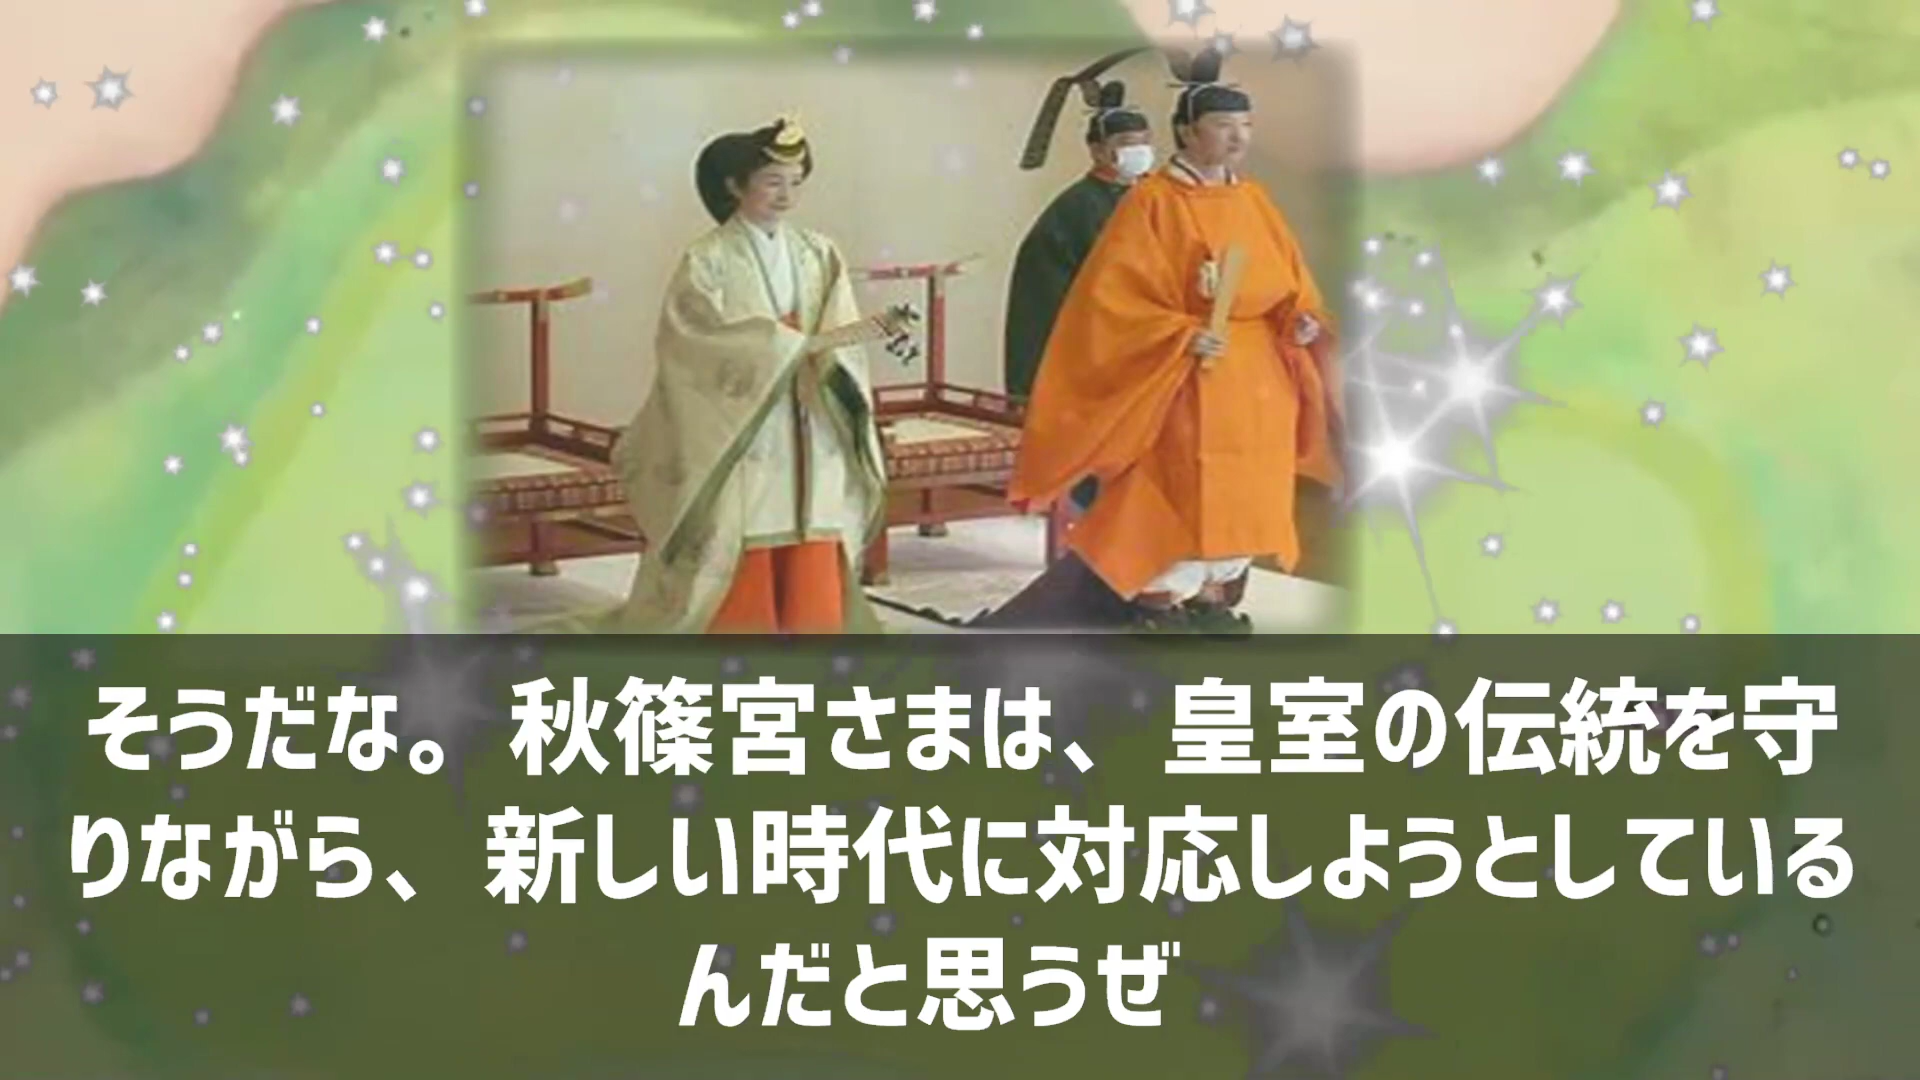 そうだな。秋篠宮さまは、皇室の伝統を守
りながら、新しい時代に対応しようとしている
んだと思うぜ